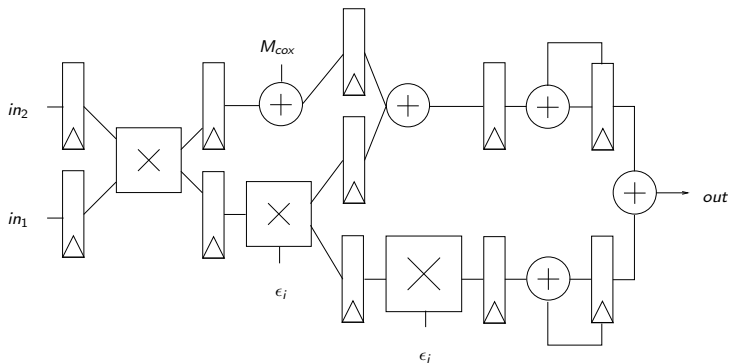 M_cox
in_2
out
in_1
ϵ_i
ϵ_i